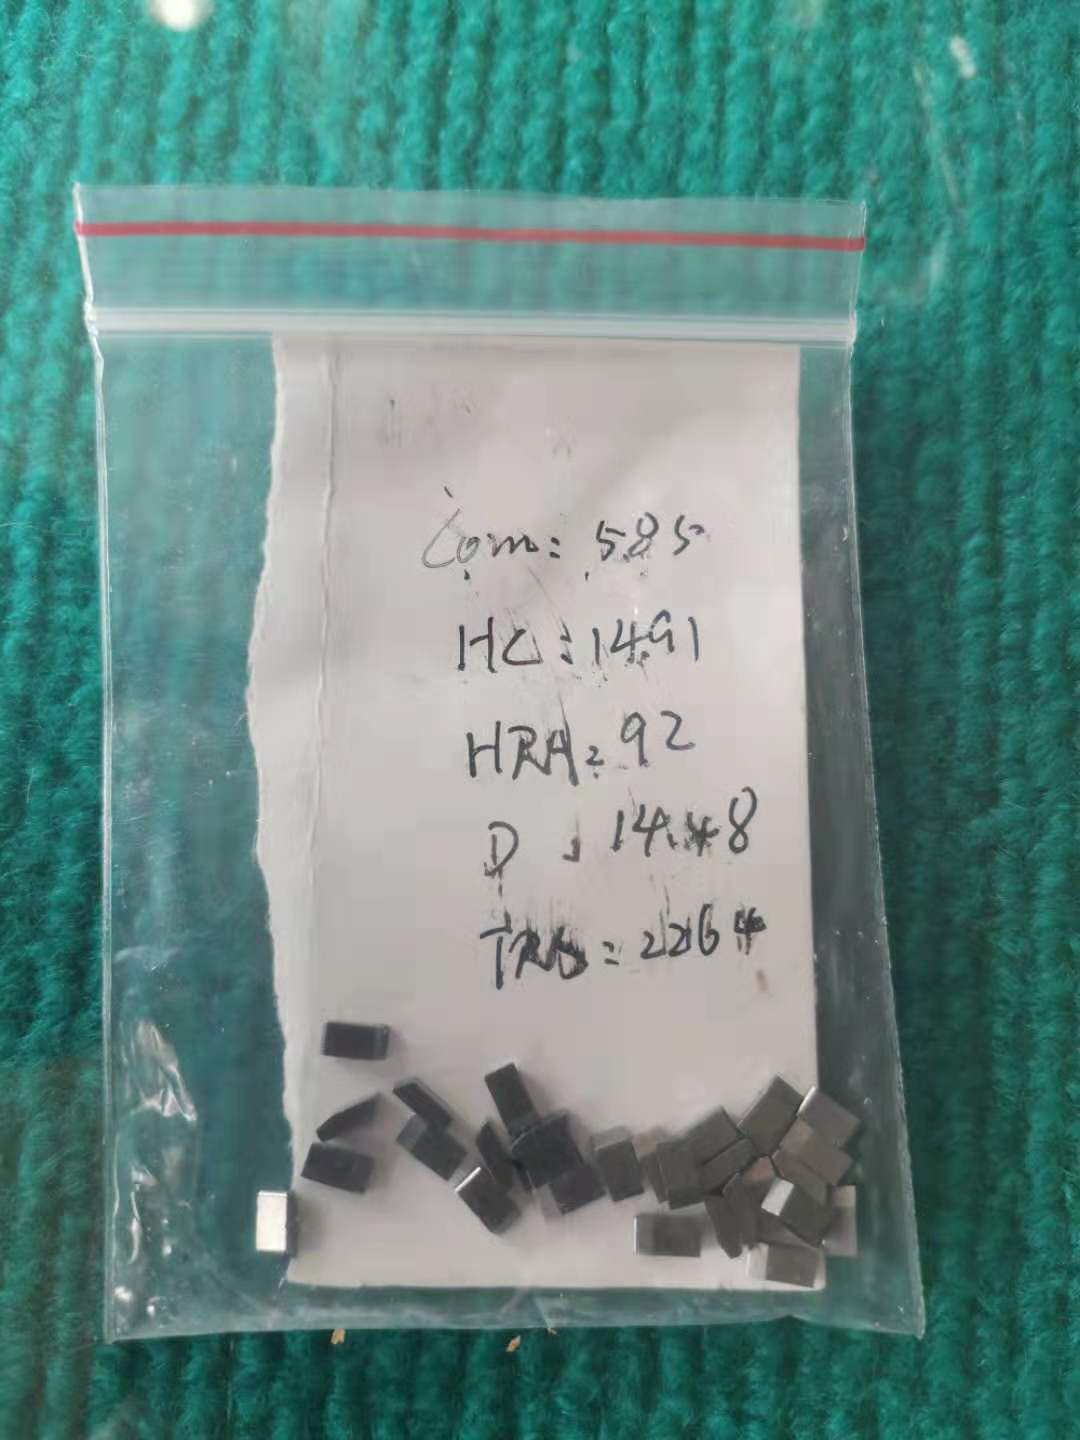 Com: 5.85
HC: 14.91
HRA: 92
D : 14.48
TRS: 2264